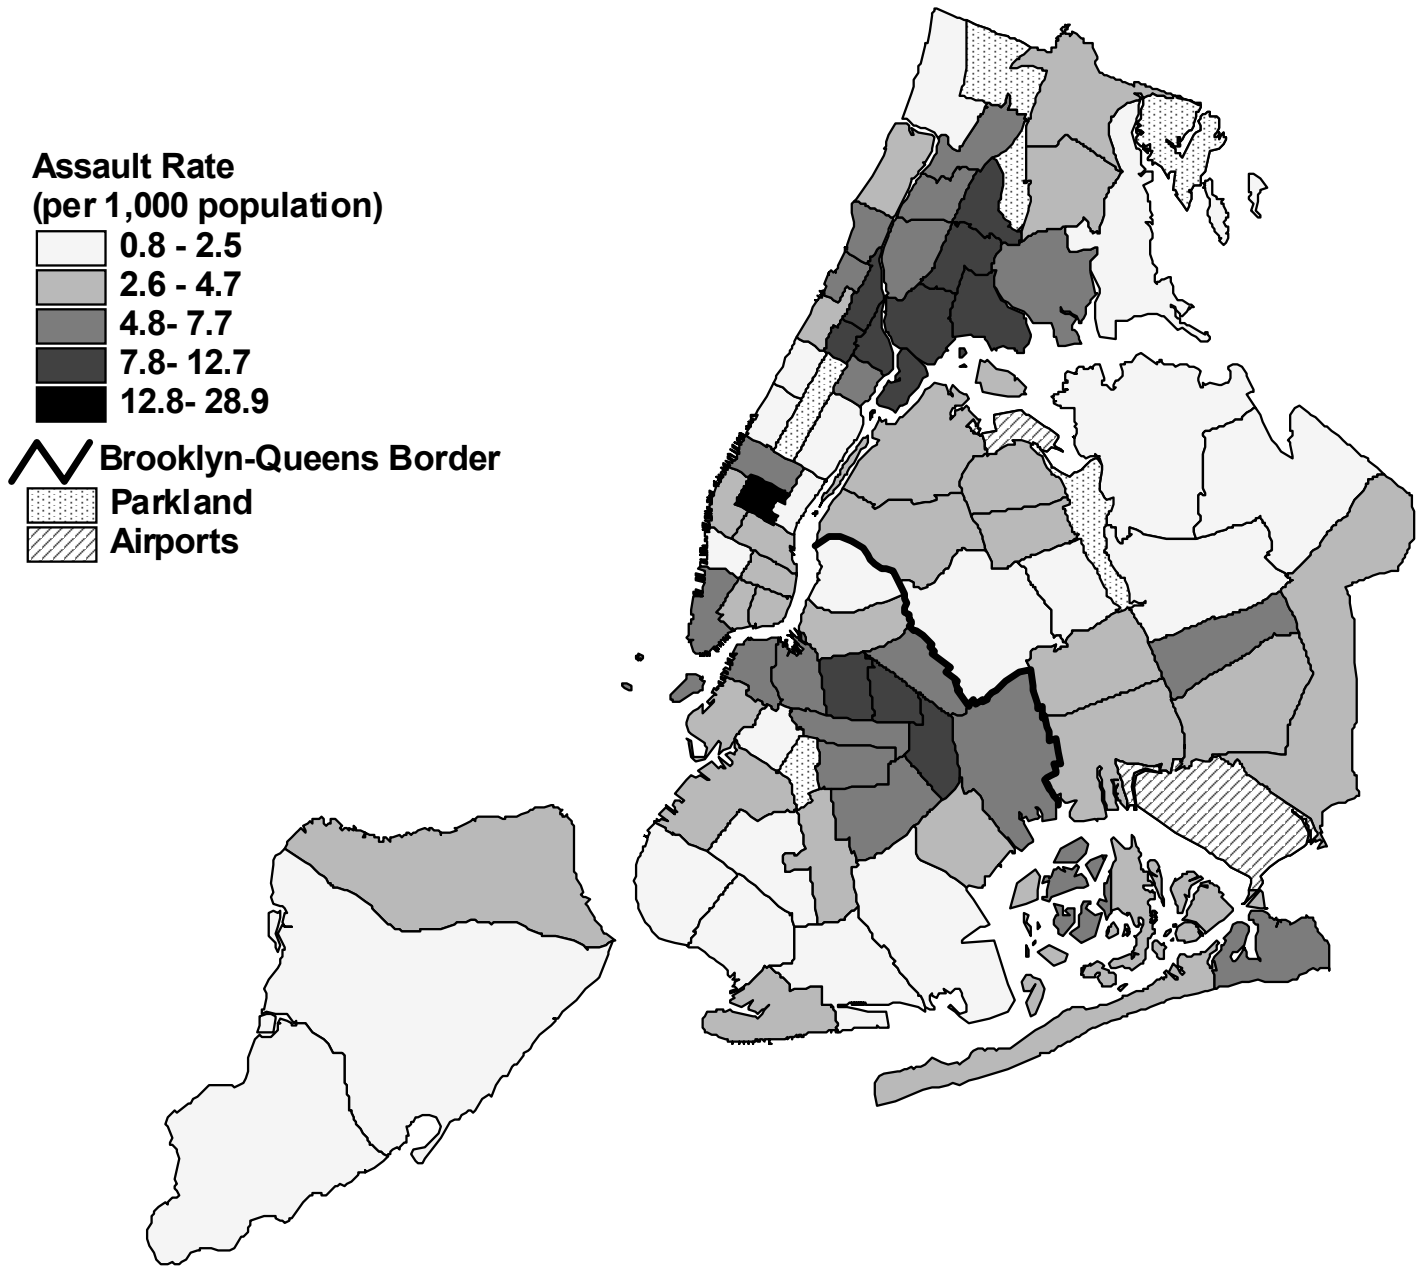 Assault Rate
(per 1,000 population)
0.8 - 2.5
2.6 - 4.7
4.8- 7.7
7.8- 12.7
12.8- 28.9
Brooklyn-Queens Border
Parkland
Airports